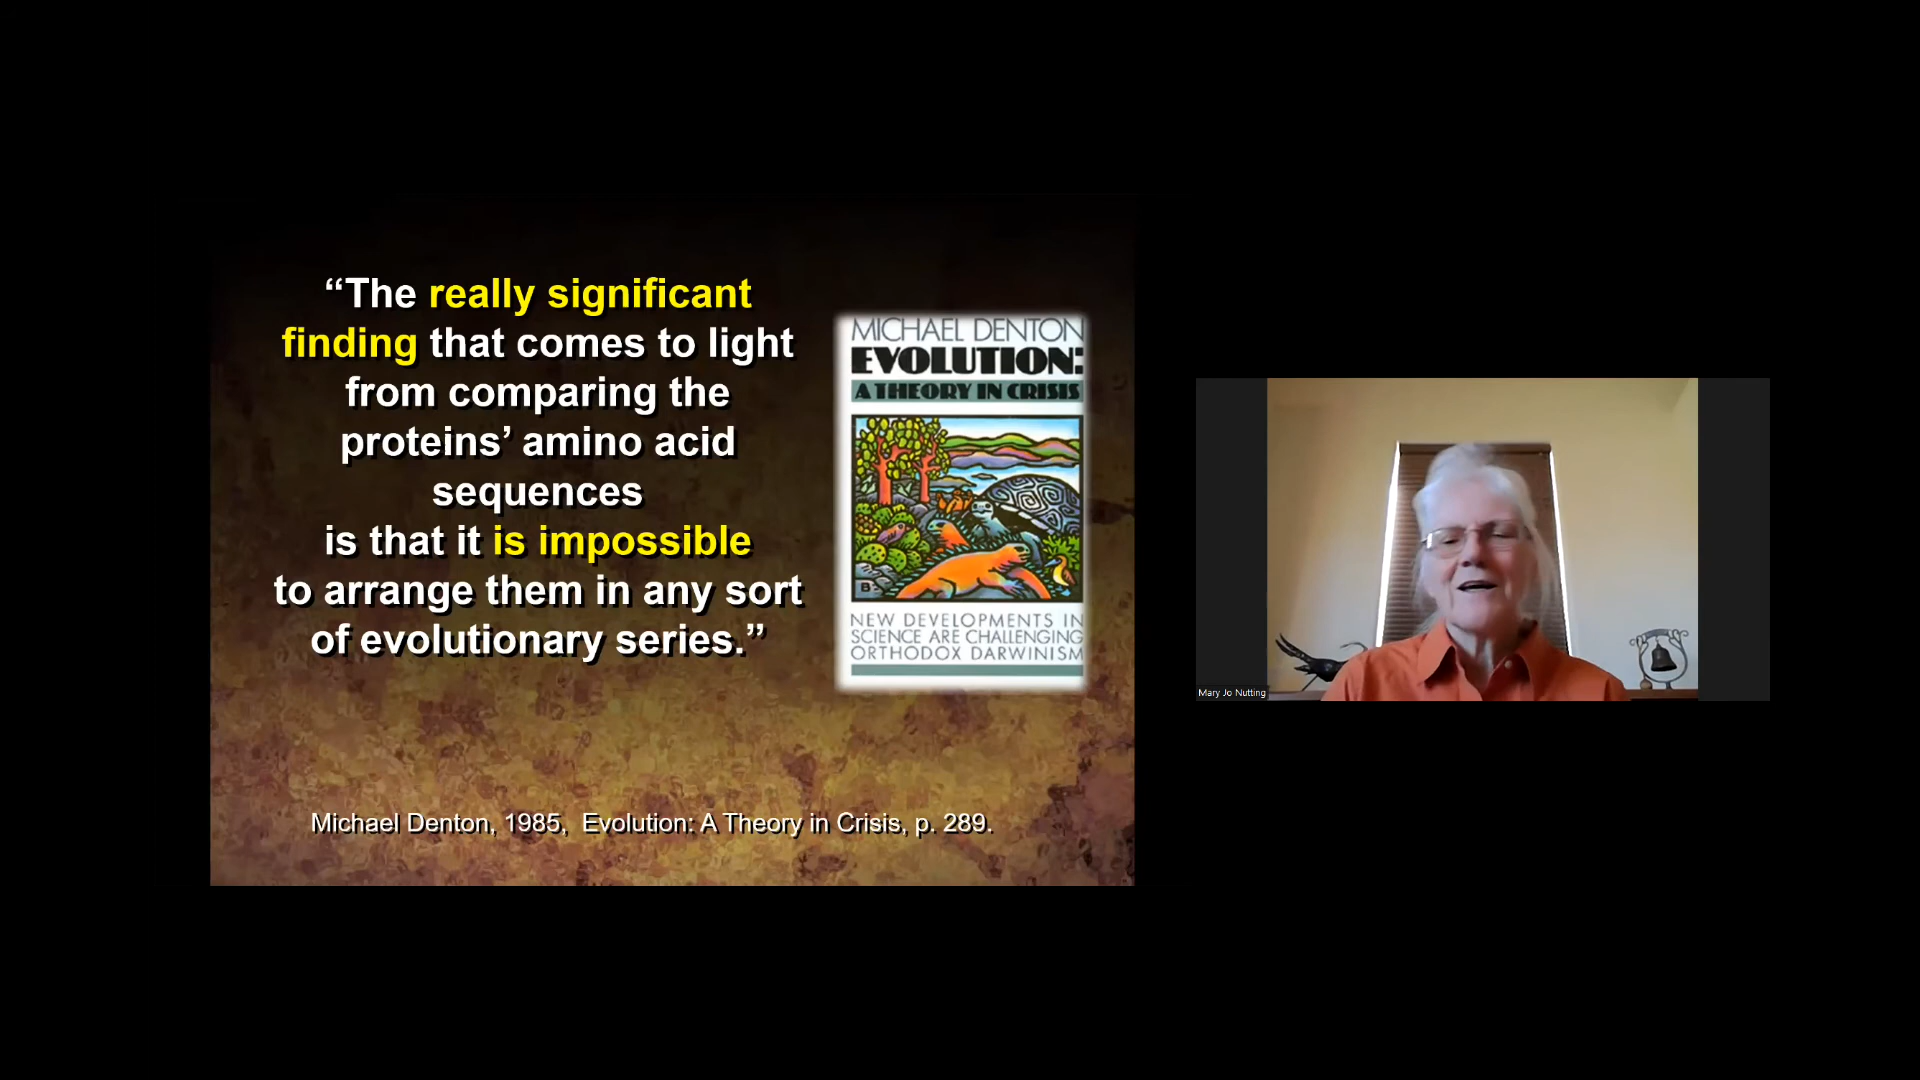 “The really significant
finding that comes to light
from comparing the
proteins’ amino acid
sequences
is that it is impossible
to arrange them in any sort
of evolutionary series.”
MICHAEL DENTON
EVOLUTION:
A THEORY IN CRISIS
B
NEW DEVELOPMENTS IN
SCIENCE ARE CHALLENGING
ORTHODOX DARWINISM
Michael Denton, 1985,  Evolution: A Theory in Crisis, p. 289.
Mary Jo Nutting